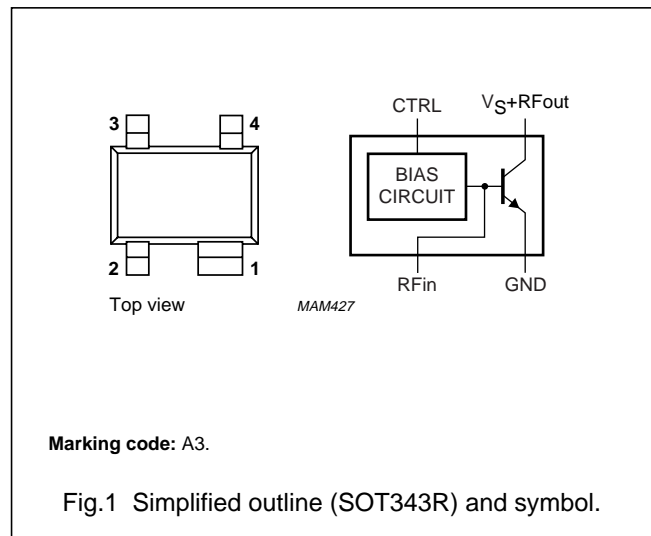 3 4
2 1
Top view
CTRL
VS+RFout
BIAS
CIRCUIT
RFin GND
MAM427
Marking code: A3.
Fig.1 Simplified outline (SOT343R) and symbol.